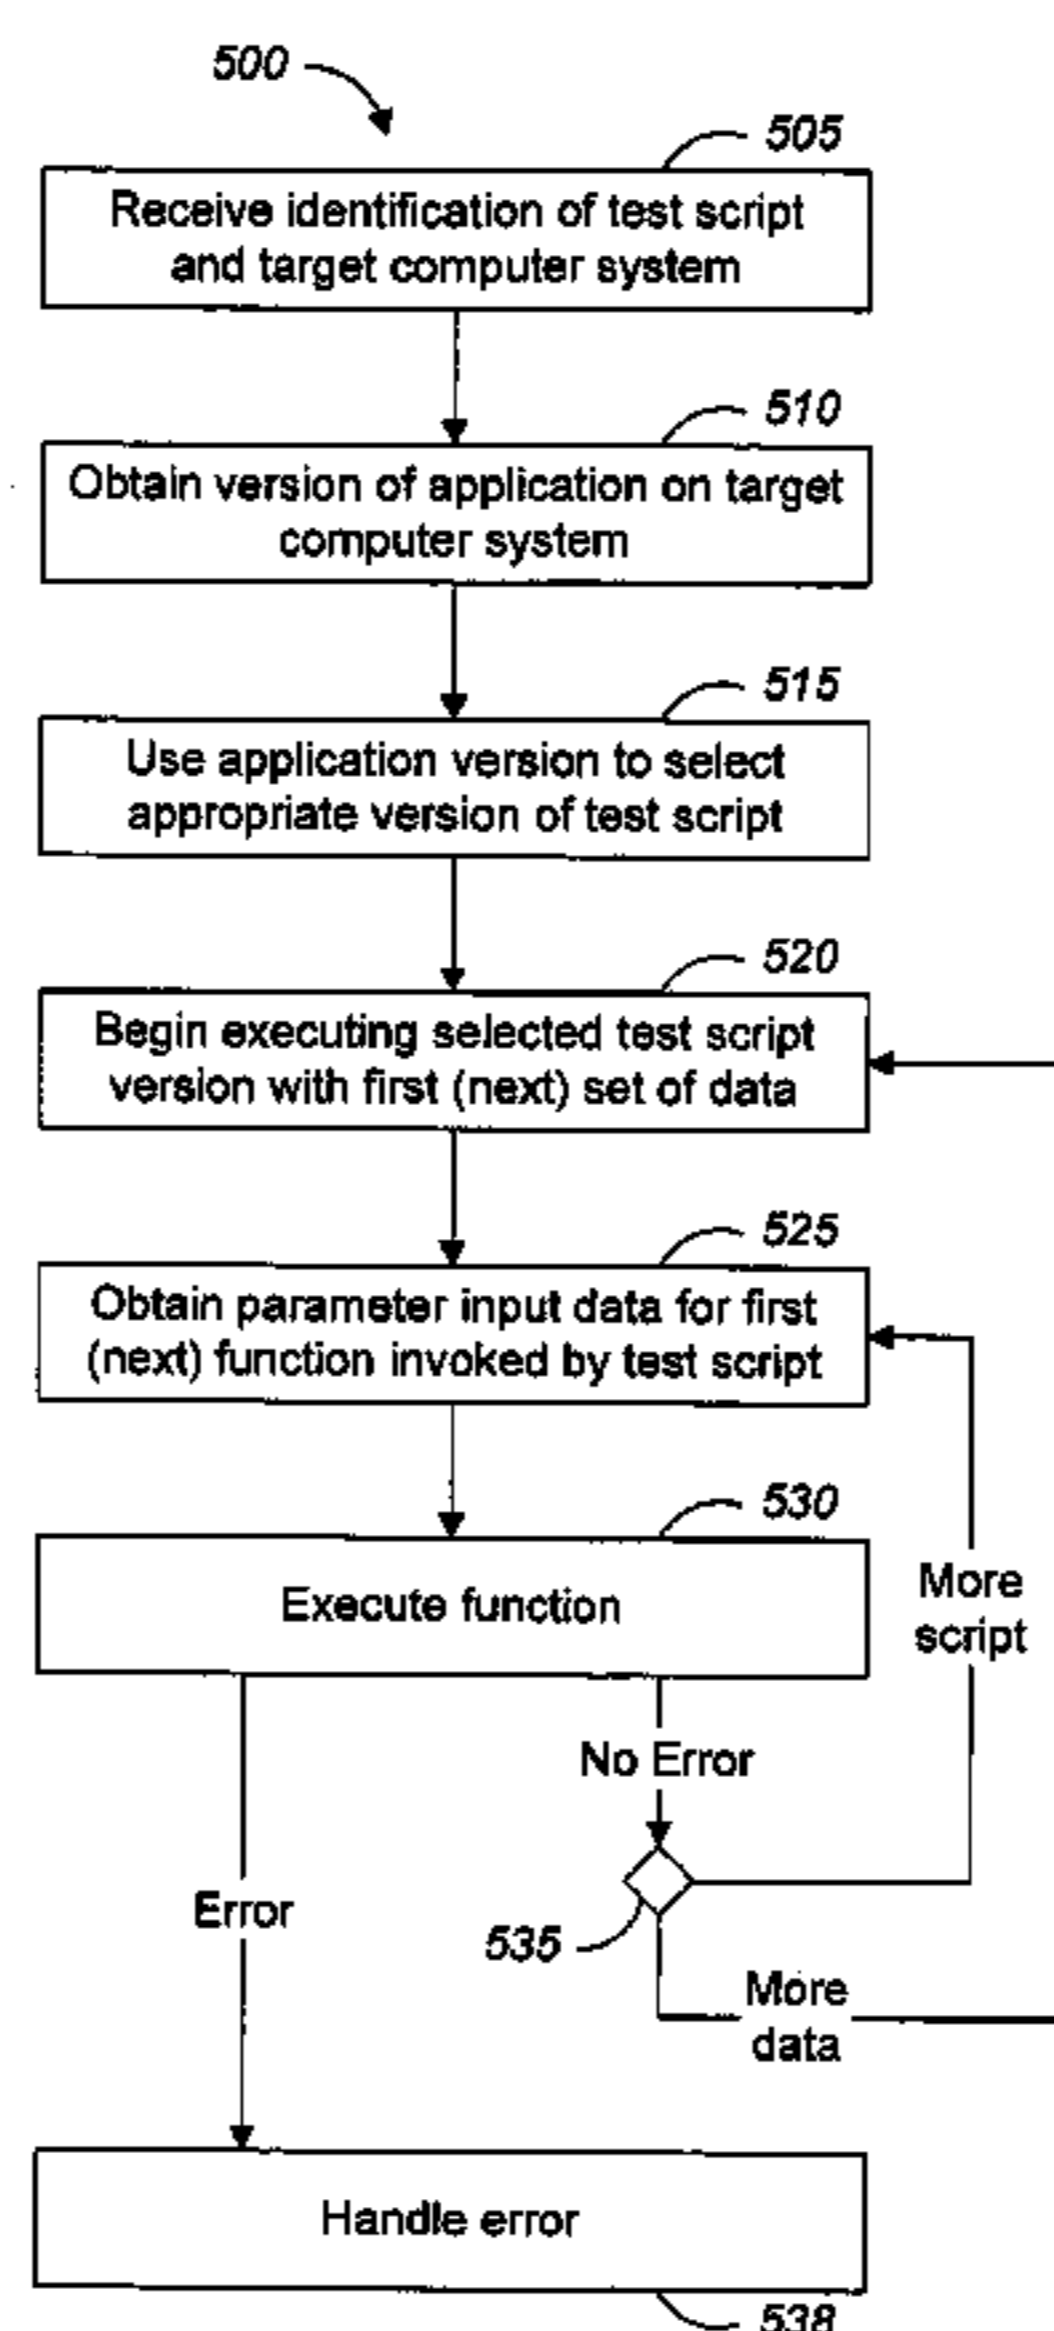 500
505
Receive identification of test script
and target computer system
510
Obtain version of application on target
computer system
515
Use application version to select
appropriate version of test script
520
Begin executing selected test script
version with first (next) set of data
525
Obtain parameter input data for first
(next) function invoked by test script
530
Execute function
More
script
No Error
Error
535
More
data
Handle error
538